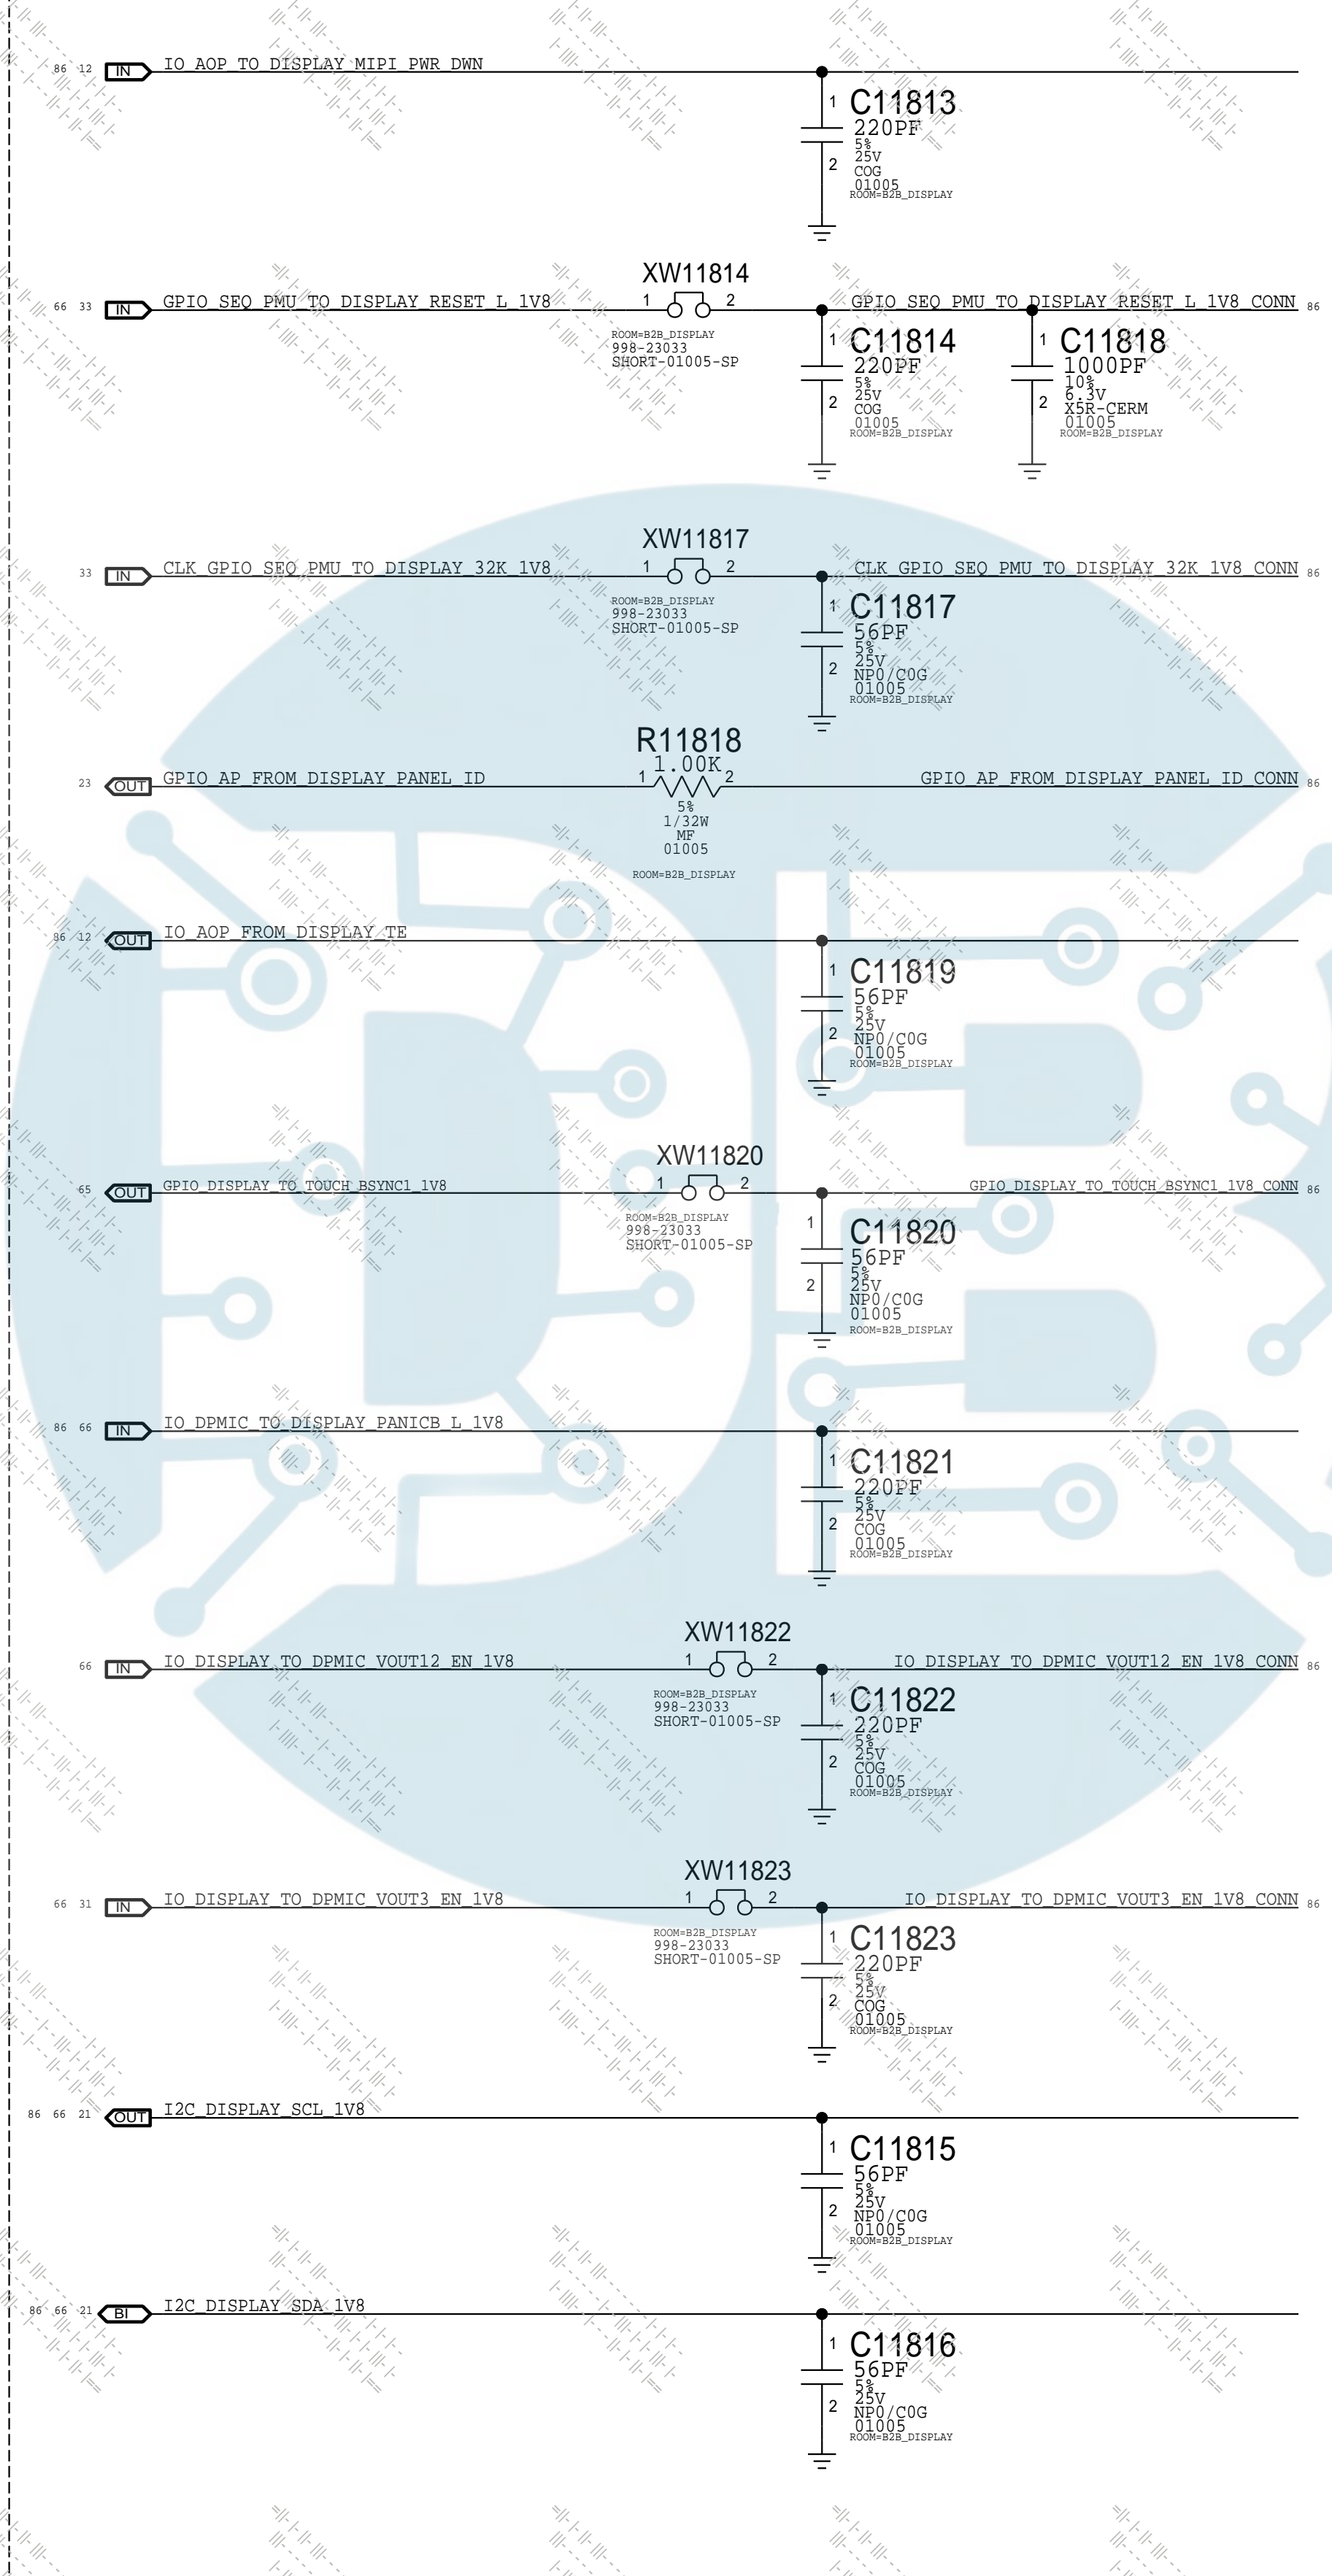 86 12 IN IO_AOP_TO_DISPLAY_MIPI_PWR_DWN
1 C11813
220PF
5%
25V
2 COG
01005
ROOM=B2B_DISPLAY
XW11814
66 33 IN GPIO_SEQ_PMU_TO_DISPLAY_RESET_L_1V8 1 2 GPIO_SEQ_PMU_TO_DISPLAY_RESET_L_1V8_CONN 86
ROOM=B2B_DISPLAY
998-23033
SHORT-01005-SP
1 C11814
220PF
5%
25V
2 COG
01005
ROOM=B2B_DISPLAY
1 C11818
1000PF
10%
6.3V
2 X5R-CERM
01005
ROOM=B2B_DISPLAY
XW11817
33 IN CLK_GPIO_SEQ_PMU_TO_DISPLAY_32K_1V8 1 2 CLK_GPIO_SEQ_PMU_TO_DISPLAY_32K_1V8_CONN 86
ROOM=B2B_DISPLAY
998-23033
SHORT-01005-SP
1 C11817
56PF
5%
25V
2 NP0/C0G
01005
ROOM=B2B_DISPLAY
R11818
1.00K
23 OUT GPIO_AP_FROM_DISPLAY_PANEL_ID 1 2 GPIO_AP_FROM_DISPLAY_PANEL_ID_CONN 86
5%
1/32W
MF
01005
ROOM=B2B_DISPLAY
86 12 OUT IO_AOP_FROM_DISPLAY_TE
1 C11819
56PF
5%
25V
2 NP0/C0G
01005
ROOM=B2B_DISPLAY
XW11820
65 OUT GPIO_DISPLAY_TO_TOUCH_BSYNC1_1V8 1 2 GPIO_DISPLAY_TO_TOUCH_BSYNC1_1V8_CONN 86
ROOM=B2B_DISPLAY
998-23033
SHORT-01005-SP
1 C11820
56PF
5%
25V
2 NP0/C0G
01005
ROOM=B2B_DISPLAY
86 66 IN IO_DPMIC_TO_DISPLAY_PANICB_L_1V8
1 C11821
220PF
5%
25V
2 COG
01005
ROOM=B2B_DISPLAY
XW11822
66 IN IO_DISPLAY_TO_DPMIC_VOUT12_EN_1V8 1 2 IO_DISPLAY_TO_DPMIC_VOUT12_EN_1V8_CONN 86
ROOM=B2B_DISPLAY
998-23033
SHORT-01005-SP
1 C11822
220PF
5%
25V
2 COG
01005
ROOM=B2B_DISPLAY
XW11823
66 31 IN IO_DISPLAY_TO_DPMIC_VOUT3_EN_1V8 1 2 IO_DISPLAY_TO_DPMIC_VOUT3_EN_1V8_CONN 86
ROOM=B2B_DISPLAY
998-23033
SHORT-01005-SP
1 C11823
220PF
5%
25V
2 COG
01005
ROOM=B2B_DISPLAY
86 66 21 OUT I2C_DISPLAY_SCL_1V8
1 C11815
56PF
5%
25V
2 NP0/C0G
01005
ROOM=B2B_DISPLAY
86 66 21 BI I2C_DISPLAY_SDA_1V8
1 C11816
56PF
5%
25V
2 NP0/C0G
01005
ROOM=B2B_DISPLAY